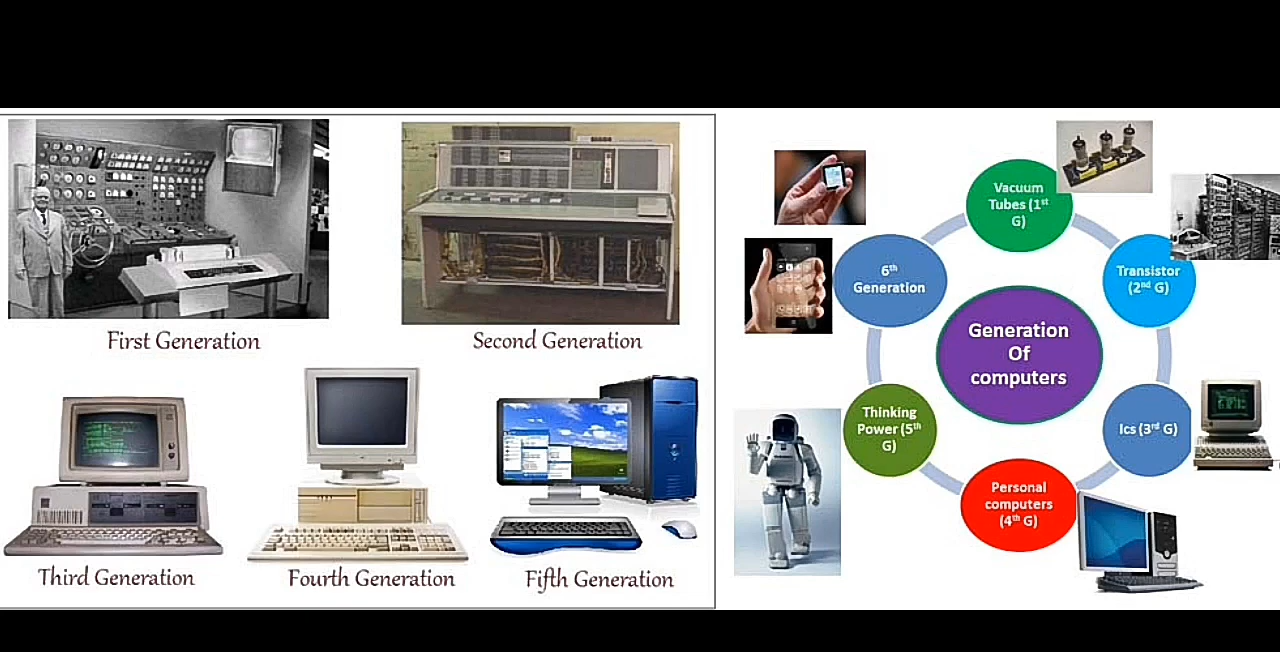 First Generation
Second Generation
Third Generation
Fourth Generation
Fifth Generation
Generation
Of
computers
Vacuum
Tubes (1st
G)
Transistor
(2nd G)
Ics (3rd G)
Personal
computers
(4th G)
Thinking
Power (5th
G)
6th
Generation